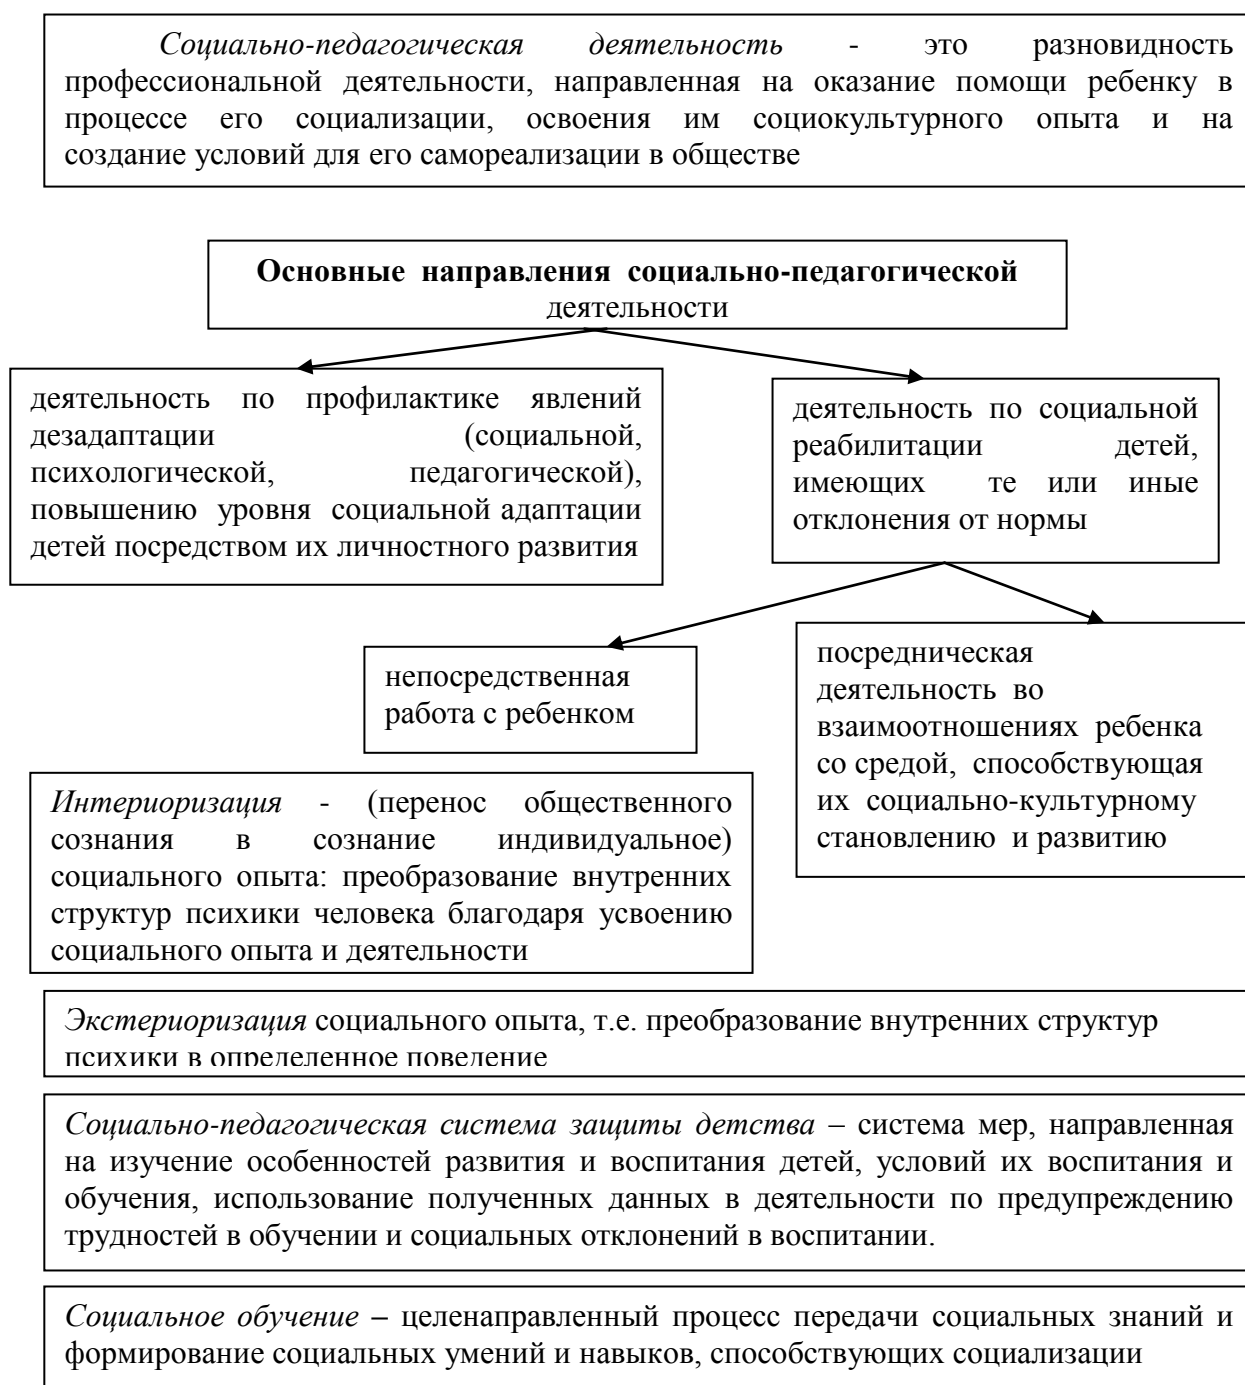 Социально-педагогическая деятельность - это разновидность
профессиональной деятельности, направленная на оказание помощи ребенку в
процессе его социализации, освоения им социокультурного опыта и на
создание условий для его самореализации в обществе
Основные направления социально-педагогической
деятельности
деятельность по профилактике явлений
дезадаптации (социальной,
психологической, педагогической),
повышению уровня социальной адаптации
детей посредством их личностного развития
деятельность по социальной
реабилитации детей,
имеющих те или иные
отклонения от нормы
непосредственная
работа с ребенком
посредническая
деятельность во
взаимоотношениях ребенка
со средой, способствующая
их социально-культурному
становлению и развитию
Интериоризация - (перенос общественного
сознания в сознание индивидуальное)
социального опыта: преобразование внутренних
структур психики человека благодаря усвоению
социального опыта и деятельности
Экстериоризация социального опыта, т.е. преобразование внутренних структур
психики в определенное поведение
Социально-педагогическая система защиты детства – система мер, направленная
на изучение особенностей развития и воспитания детей, условий их воспитания и
обучения, использование полученных данных в деятельности по предупреждению
трудностей в обучении и социальных отклонений в воспитании.
Социальное обучение – целенаправленный процесс передачи социальных знаний и
формирование социальных умений и навыков, способствующих социализации